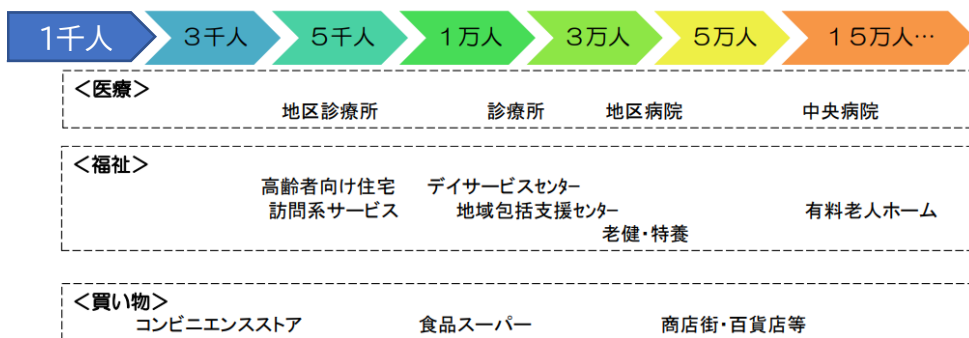 1千人 3千人 5千人 1万人 3万人 5万人 15万人…
＜医療＞
地区診療所 診療所 地区病院 中央病院
＜福祉＞
高齢者向け住宅 デイサービスセンター
訪問系サービス 地域包括支援センター 有料老人ホーム
老健・特養
＜買い物＞
コンビニエンスストア 食品スーパー 商店街・百貨店等